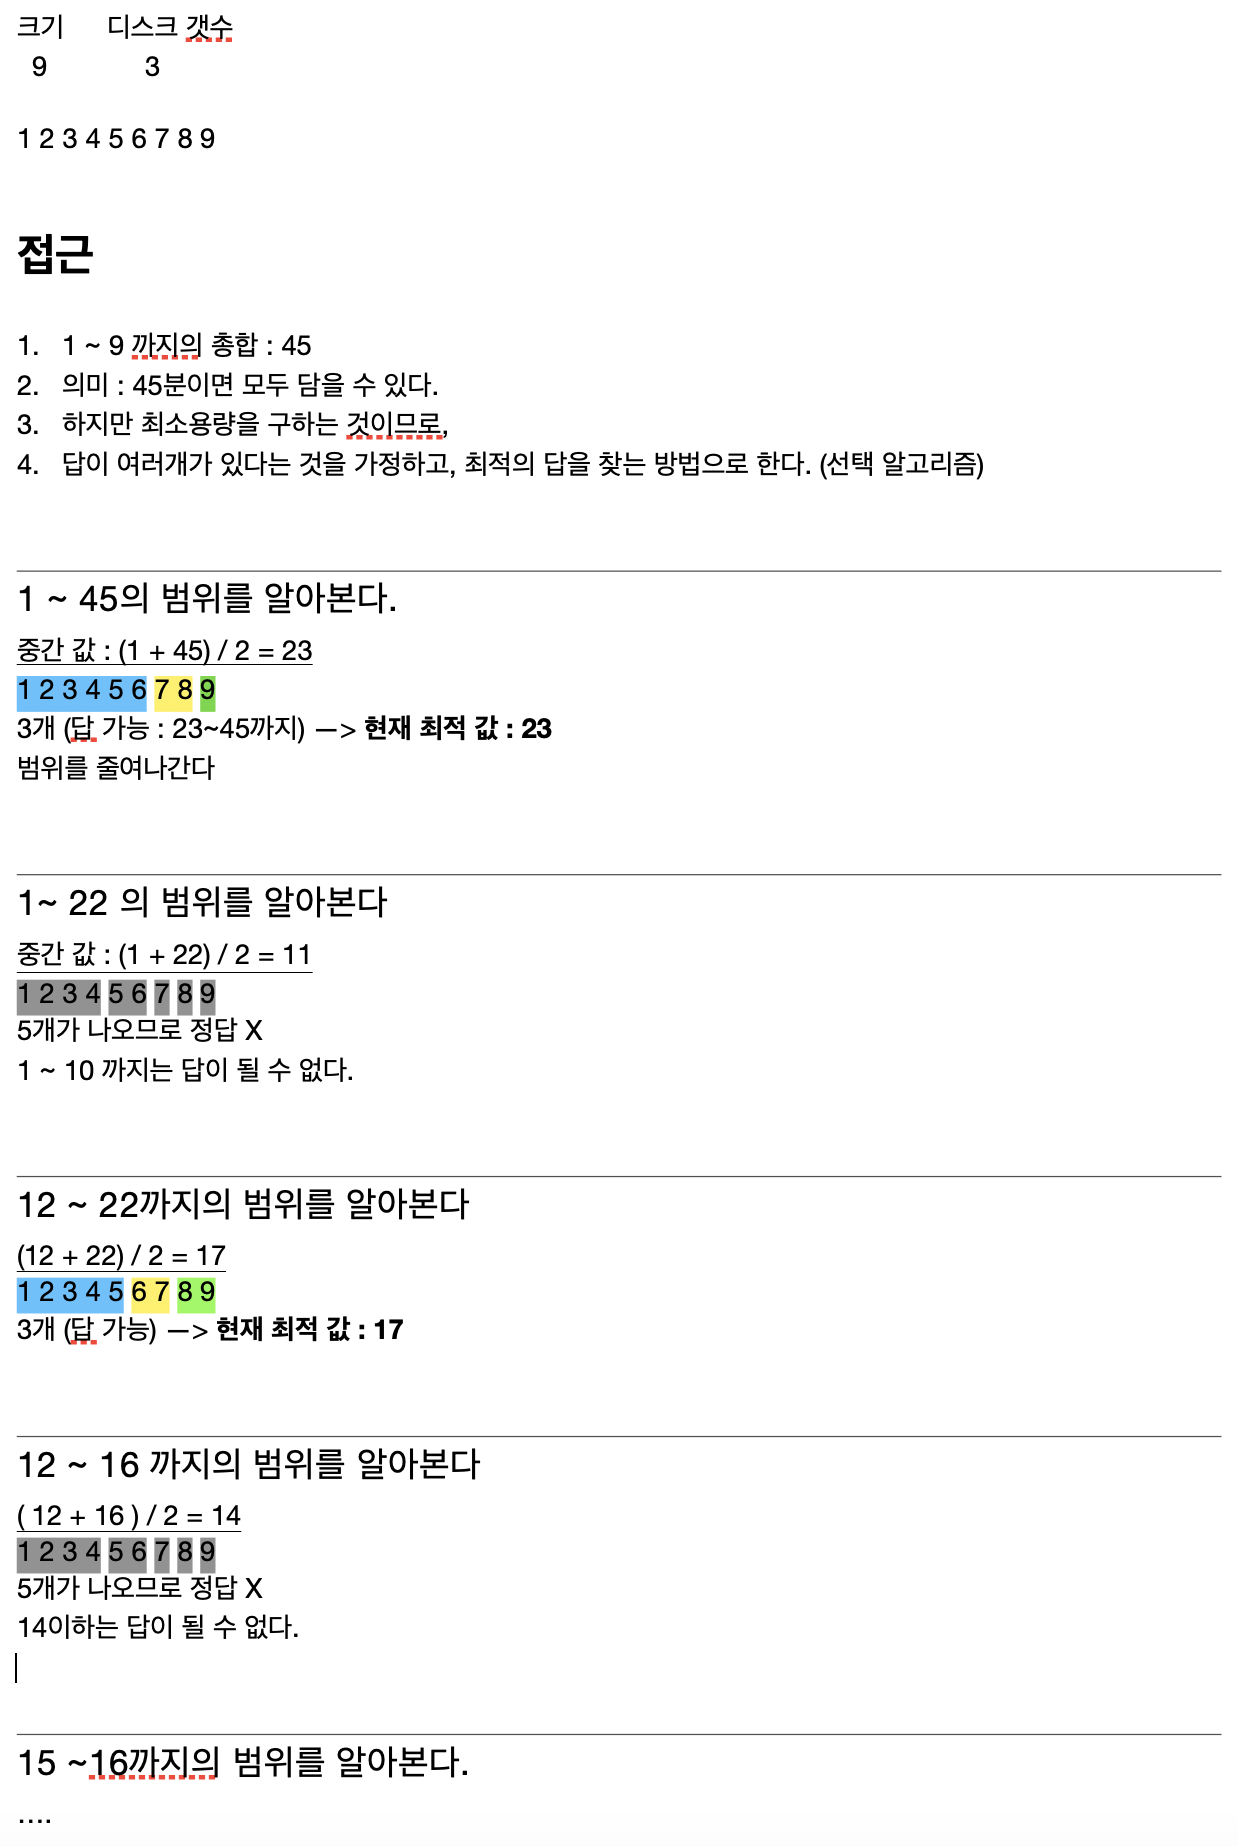 크기 디스크 갯수
9 3
1 2 3 4 5 6 7 8 9
접근
1. 1 ~ 9 까지의 총합 : 45
2. 의미 : 45분이면 모두 담을 수 있다.
3. 하지만 최소용량을 구하는 것이므로,
4. 답이 여러개가 있다는 것을 가정하고, 최적의 답을 찾는 방법으로 한다. (선택 알고리즘)
1 ~ 45의 범위를 알아본다.
중간 값 : (1 + 45) / 2 = 23
1 2 3 4 5 6 7 8 9
3개 (답 가능 : 23~45까지) —> 현재 최적 값 : 23
범위를 줄여나간다
1~ 22 의 범위를 알아본다
중간 값 : (1 + 22) / 2 = 11
1 2 3 4 5 6 7 8 9
5개가 나오므로 정답 X
1 ~ 10 까지는 답이 될 수 없다.
12 ~ 22까지의 범위를 알아본다
(12 + 22) / 2 = 17
1 2 3 4 5 6 7 8 9
3개 (답 가능) —> 현재 최적 값 : 17
12 ~ 16 까지의 범위를 알아본다
( 12 + 16 ) / 2 = 14
1 2 3 4 5 6 7 8 9
5개가 나오므로 정답 X
14이하는 답이 될 수 없다.
15 ~16까지의 범위를 알아본다.
....